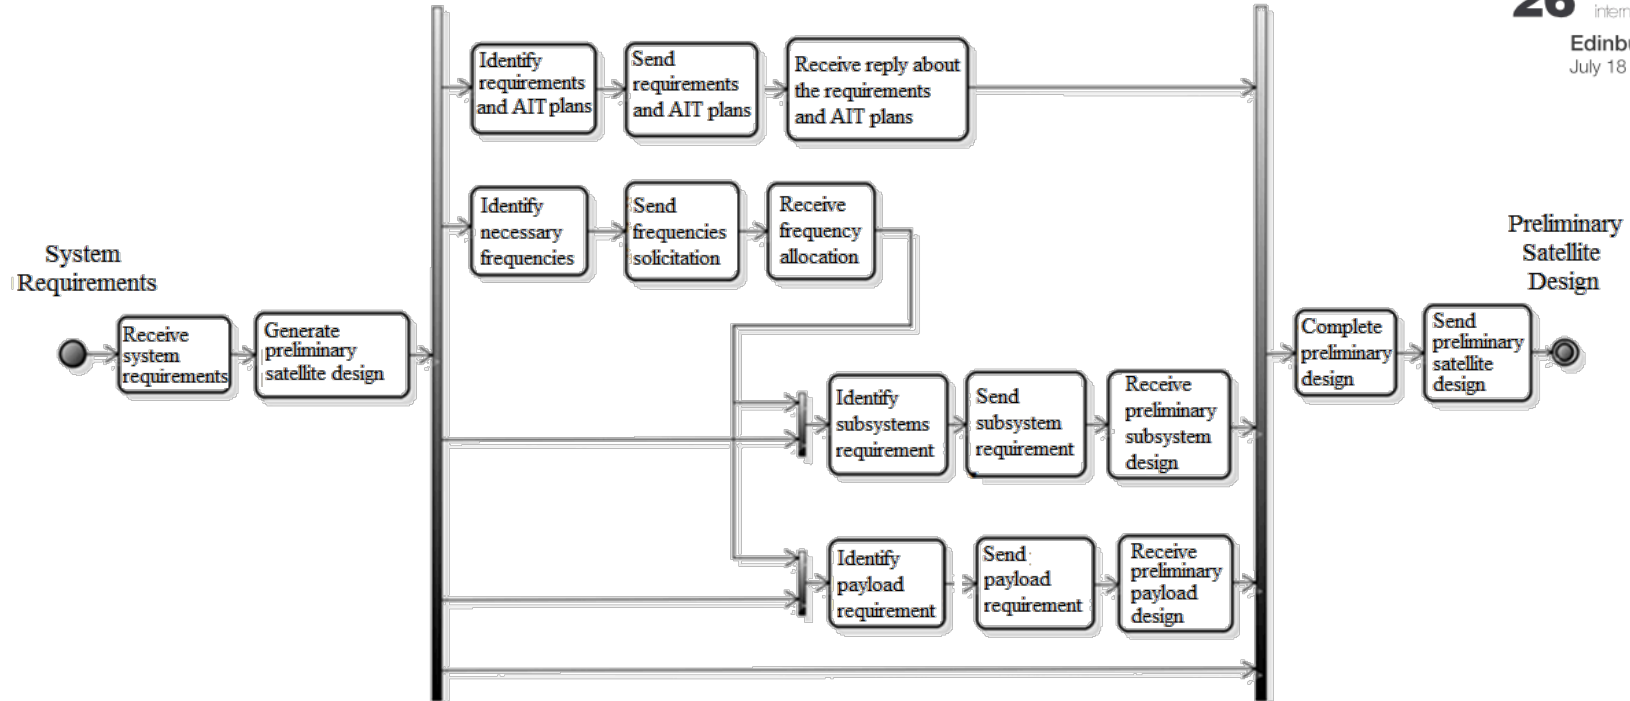 26
intern
Edinbu
July 18
Identify
requirements
and AIT plans
Send
requirements
and AIT plans
Receive reply about
the requirements
and AIT plans
Identify
necessary
frequencies
Send
frequencies
solicitation
Receive
frequency
allocation
System
Requirements
Receive
system
requirements
Generate
preliminary
satellite design
Identify
subsystems
requirement
Send
subsystem
requirement
Receive
preliminary
subsystem
design
Identify
payload
requirement
Send
payload
requirement
Receive
preliminary
payload
design
Complete
preliminary
design
Send
preliminary
satellite
design
Preliminary
Satellite
Design